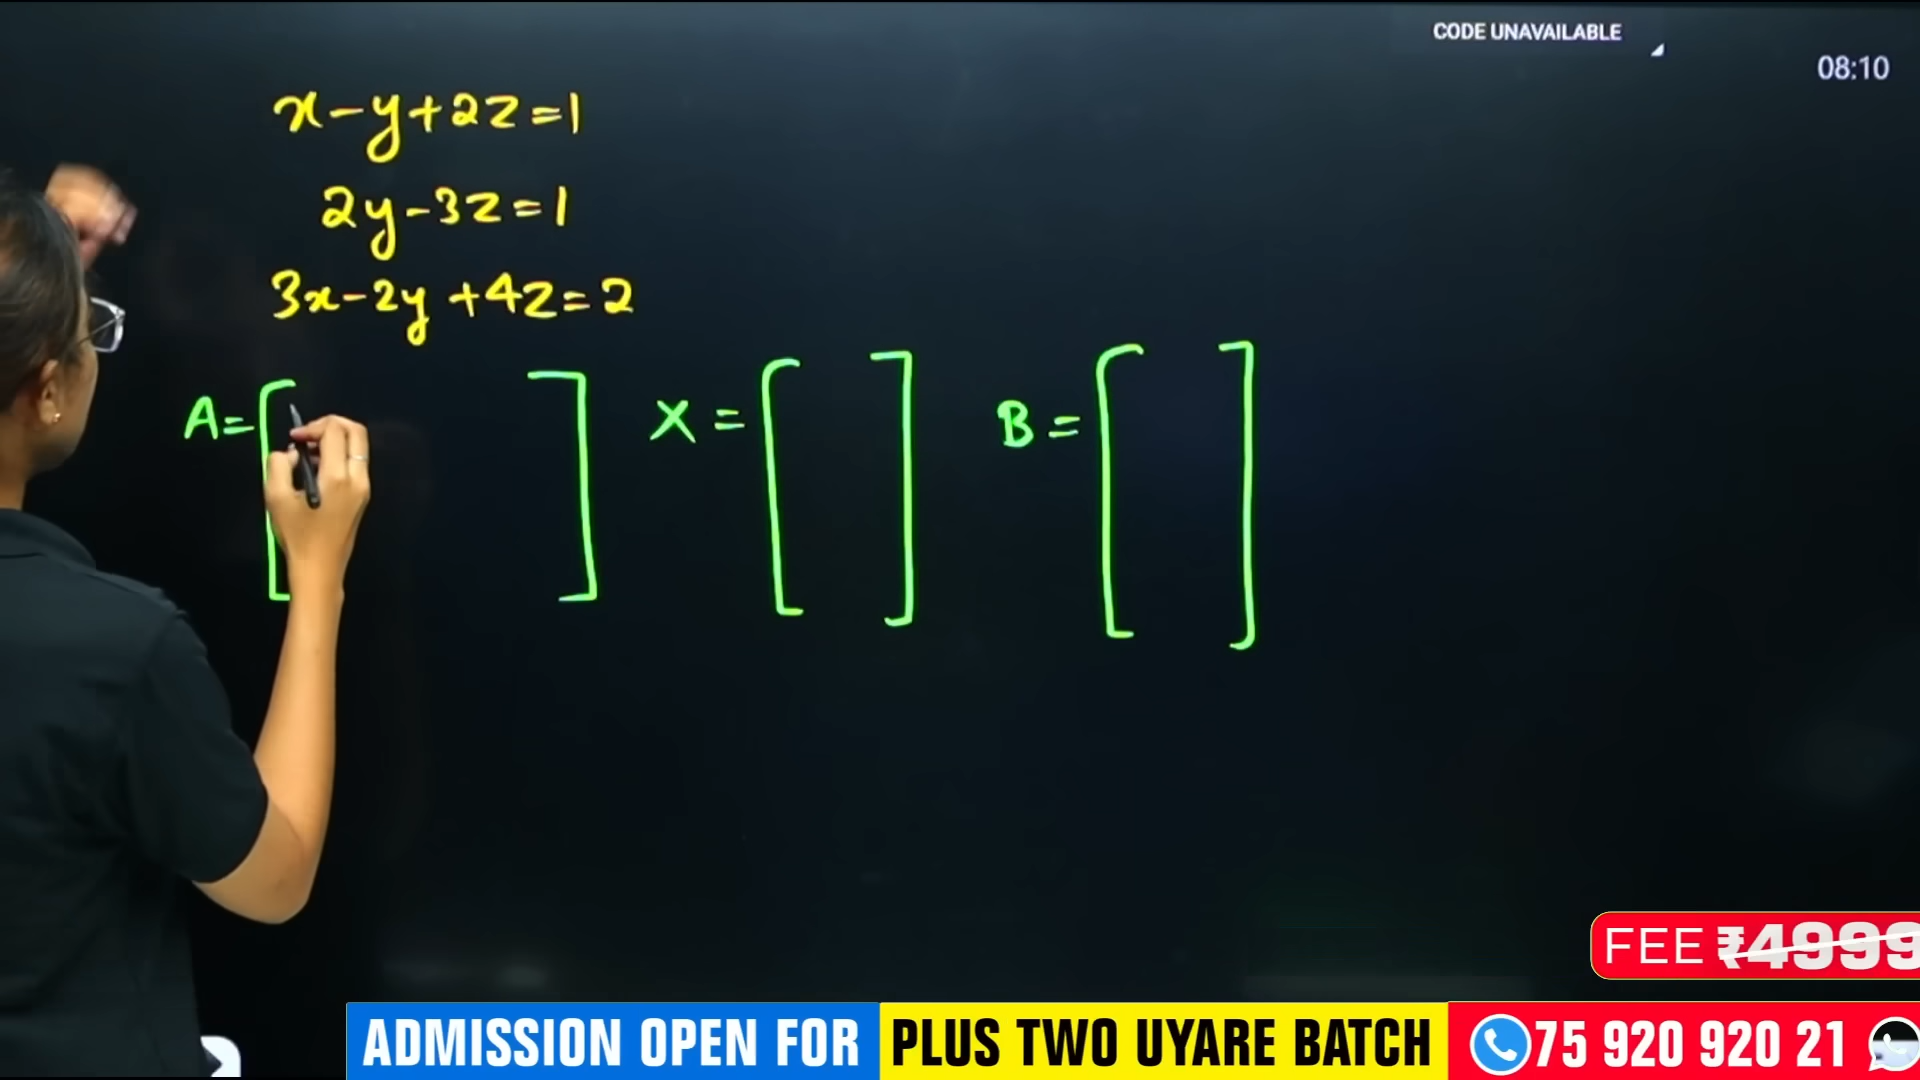 CODE UNAVAILABLE
08:10
x-y+2z=1
2y-3z=1
3x-2y+4z=2
A=[ ] X=[ ] B=[ ]
FEE ₹4999
ADMISSION OPEN FOR PLUS TWO UYARE BATCH 75 920 920 21